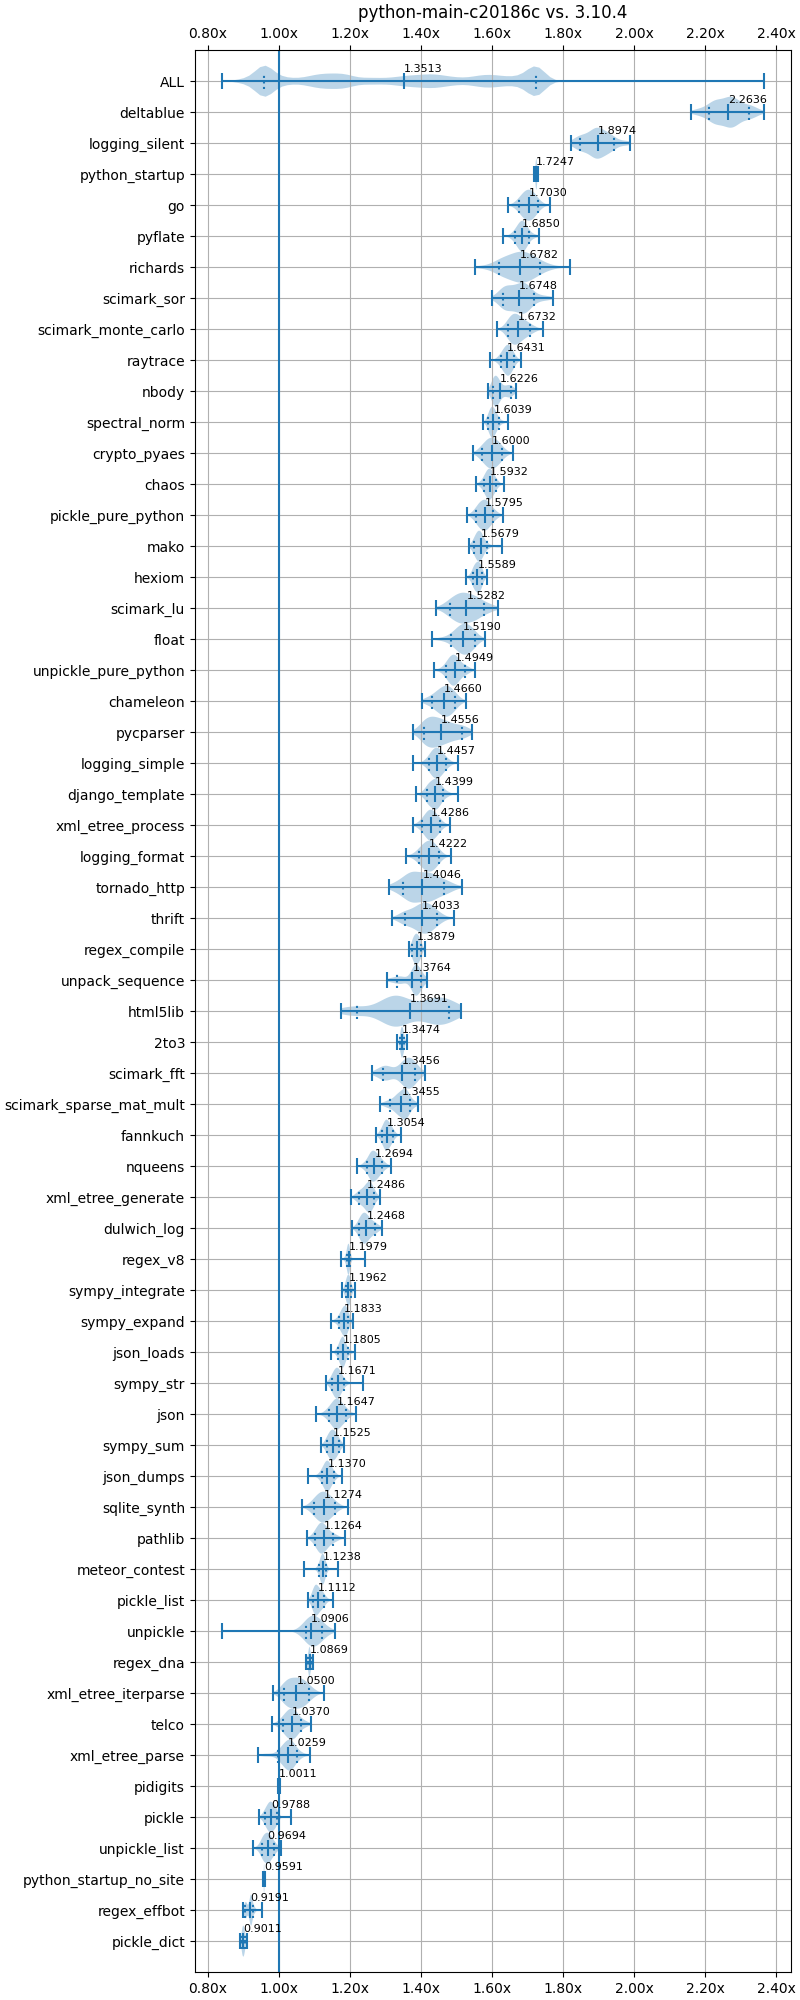 python-main-c20186c vs. 3.10.4
0.80x 1.00x 1.20x 1.40x 1.60x 1.80x 2.00x 2.20x 2.40x
ALL 1.3513
deltablue 2.2636
logging_silent 1.8974
python_startup 1.7247
go 1.7030
pyflate 1.6850
richards 1.6782
scimark_sor 1.6748
scimark_monte_carlo 1.6732
raytrace 1.6431
nbody 1.6226
spectral_norm 1.6039
crypto_pyaes 1.6000
chaos 1.5932
pickle_pure_python 1.5795
mako 1.5679
hexiom 1.5589
scimark_lu 1.5282
float 1.5190
unpickle_pure_python 1.4949
chameleon 1.4660
pycparser 1.4556
logging_simple 1.4457
django_template 1.4399
xml_etree_process 1.4286
logging_format 1.4222
tornado_http 1.4046
thrift 1.4033
regex_compile 1.3879
unpack_sequence 1.3764
html5lib 1.3691
2to3 1.3474
scimark_fft 1.3456
scimark_sparse_mat_mult 1.3455
fannkuch 1.3054
nqueens 1.2694
xml_etree_generate 1.2486
dulwich_log 1.2468
regex_v8 1.1979
sympy_integrate 1.1962
sympy_expand 1.1833
json_loads 1.1805
sympy_str 1.1671
json 1.1647
sympy_sum 1.1525
json_dumps 1.1370
sqlite_synth 1.1274
pathlib 1.1264
meteor_contest 1.1238
pickle_list 1.1112
unpickle 1.0906
regex_dna 1.0869
xml_etree_iterparse 1.0500
telco 1.0370
xml_etree_parse 1.0259
pidigits 1.0011
pickle 0.9788
unpickle_list 0.9694
python_startup_no_site 0.9591
regex_effbot 0.9191
pickle_dict 0.9011
0.80x 1.00x 1.20x 1.40x 1.60x 1.80x 2.00x 2.20x 2.40x